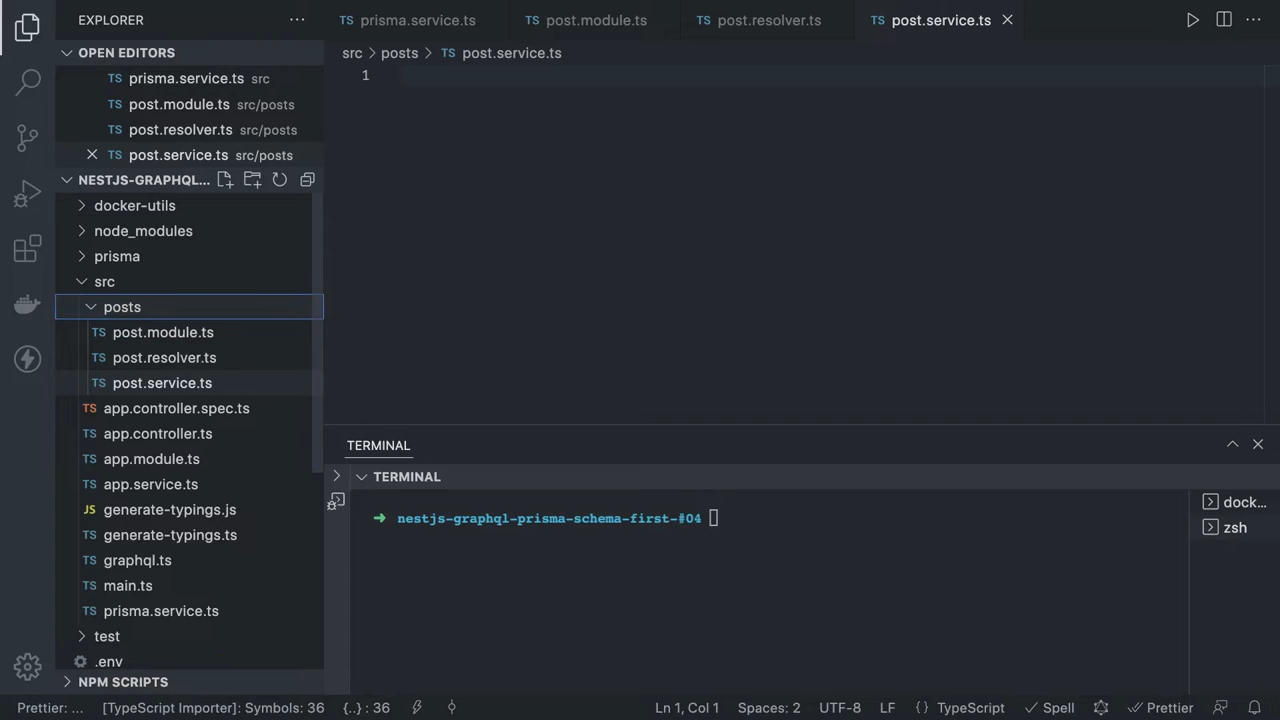 EXPLORER
OPEN EDITORS
TS prisma.service.ts src
TS post.module.ts src/posts
TS post.resolver.ts src/posts
TS post.service.ts src/posts
NESTJS-GRAPHQL...
docker-utils
node_modules
prisma
src
posts
TS post.module.ts
TS post.resolver.ts
TS post.service.ts
TS app.controller.spec.ts
TS app.controller.ts
TS app.module.ts
TS app.service.ts
JS generate-typings.js
TS generate-typings.ts
TS graphql.ts
TS main.ts
TS prisma.service.ts
test
.env
NPM SCRIPTS
TS prisma.service.ts TS post.module.ts TS post.resolver.ts TS post.service.ts
src posts TS post.service.ts
1
TERMINAL
TERMINAL
nestjs-graphql-prisma-schema-first-#04
dock...
zsh
Prettier: ... [TypeScript Importer]: Symbols: 36 {..} : 36 Ln 1, Col 1 Spaces: 2 UTF-8 LF {} TypeScript Spell Prettier